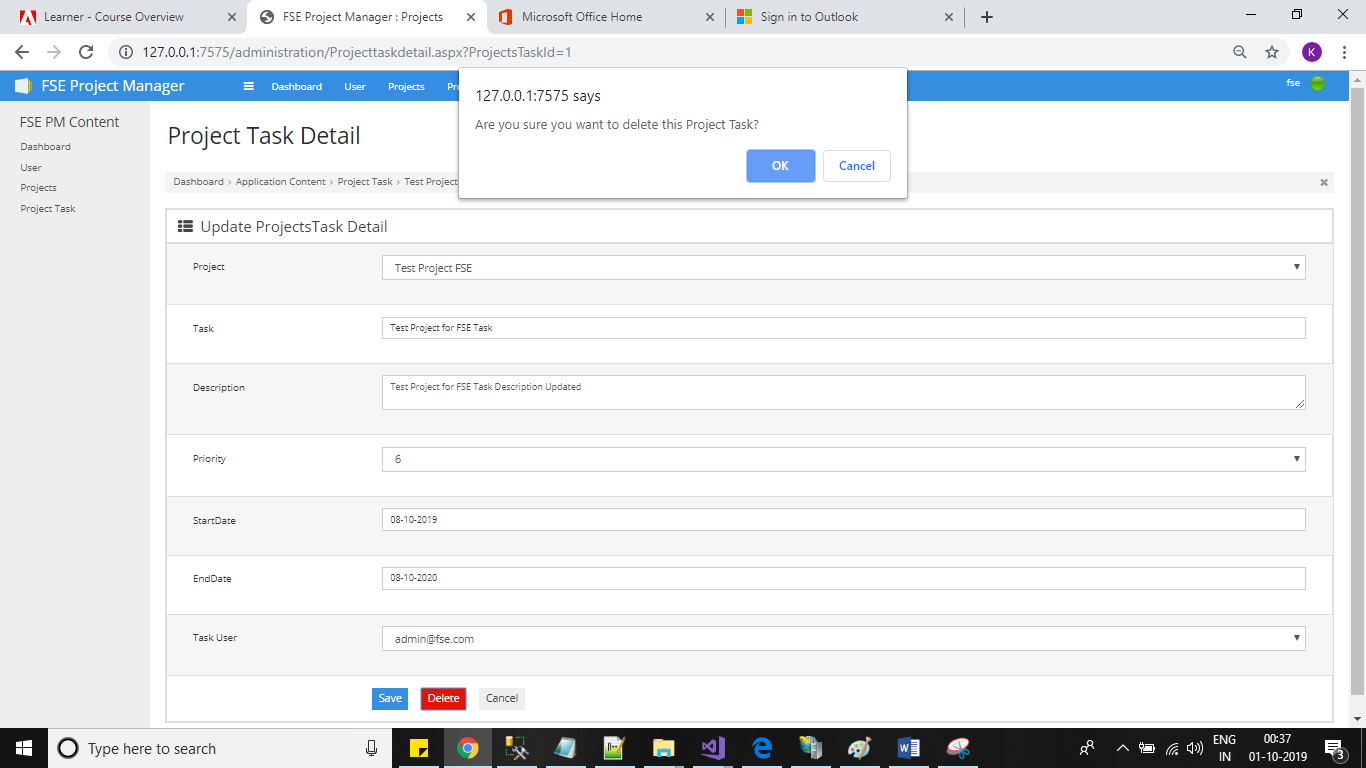 Learner - Course Overview
FSE Project Manager : Projects
Microsoft Office Home
Sign in to Outlook
127.0.0.1:7575/administration/Projecttaskdetail.aspx?ProjectsTaskId=1
K
FSE Project Manager
Dashboard User Projects
fse
127.0.0.1:7575 says
Are you sure you want to delete this Project Task?
OK Cancel
FSE PM Content
Dashboard
User
Projects
Project Task
Project Task Detail
Dashboard › Application Content › Project Task › Test Project
Update ProjectsTask Detail
Project Test Project FSE
Task Test Project for FSE Task
Description Test Project for FSE Task Description Updated
Priority 6
StartDate 08-10-2019
EndDate 08-10-2020
Task User admin@fse.com
Save Delete Cancel
Type here to search
ENG
IN
00:37
01-10-2019
3